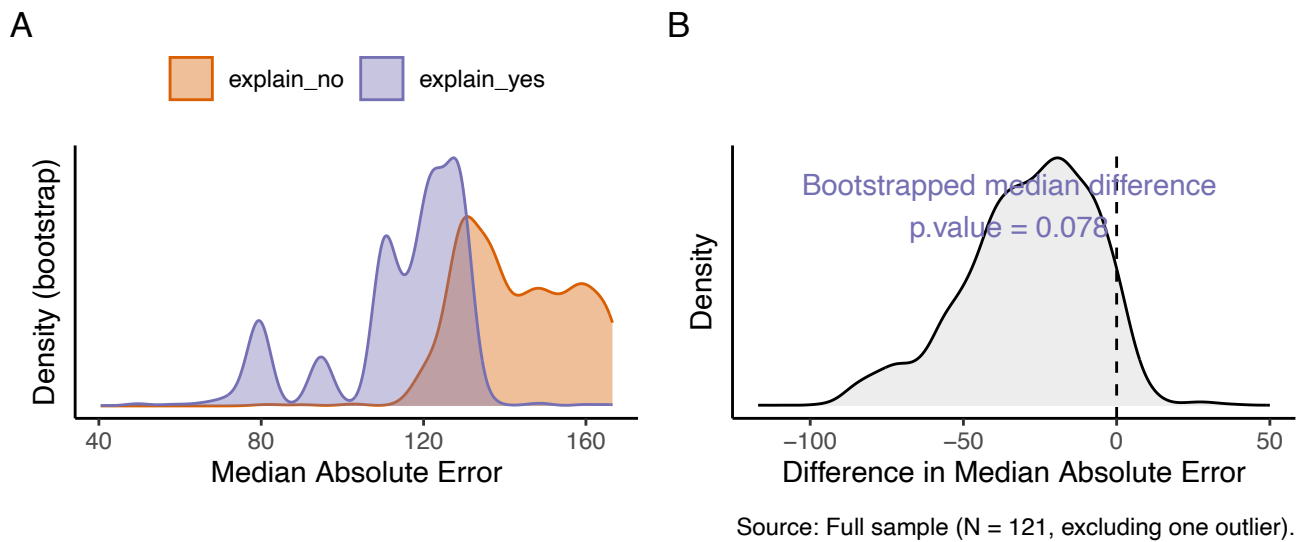 A
explain_no
explain_yes
Density (bootstrap)
40
80
120
160
Median Absolute Error
B
Bootstrapped median difference
p.value = 0.078
Density
−100
−50
0
50
Difference in Median Absolute Error
Source: Full sample (N = 121, excluding one outlier).